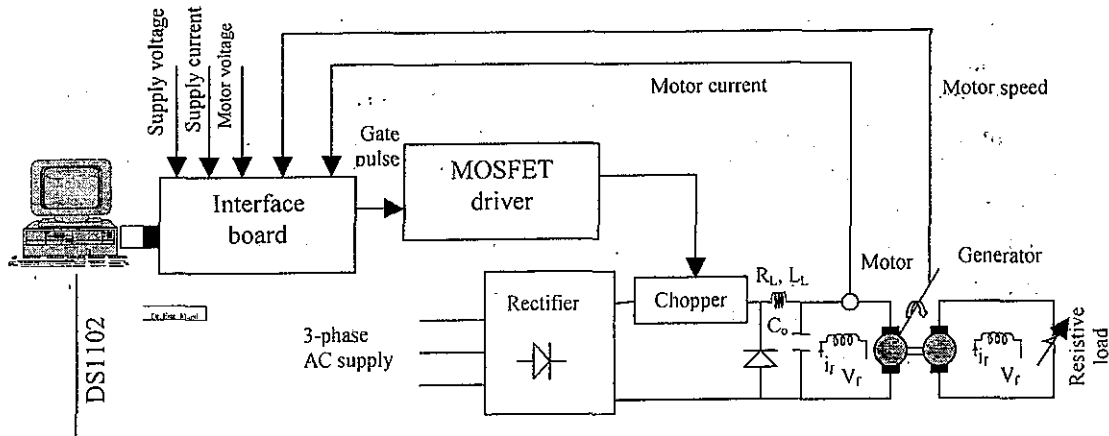 Supply voltage
Supply current
Motor voltage
Motor current
Motor speed
Gate
pulse
MOSFET
driver
Interface
board
R_L, L_L
Motor
Generator
Rectifier
Chopper
C_o
3-phase
AC supply
i_f
V_f
i_f
V_f
Resistive
load
DS1102